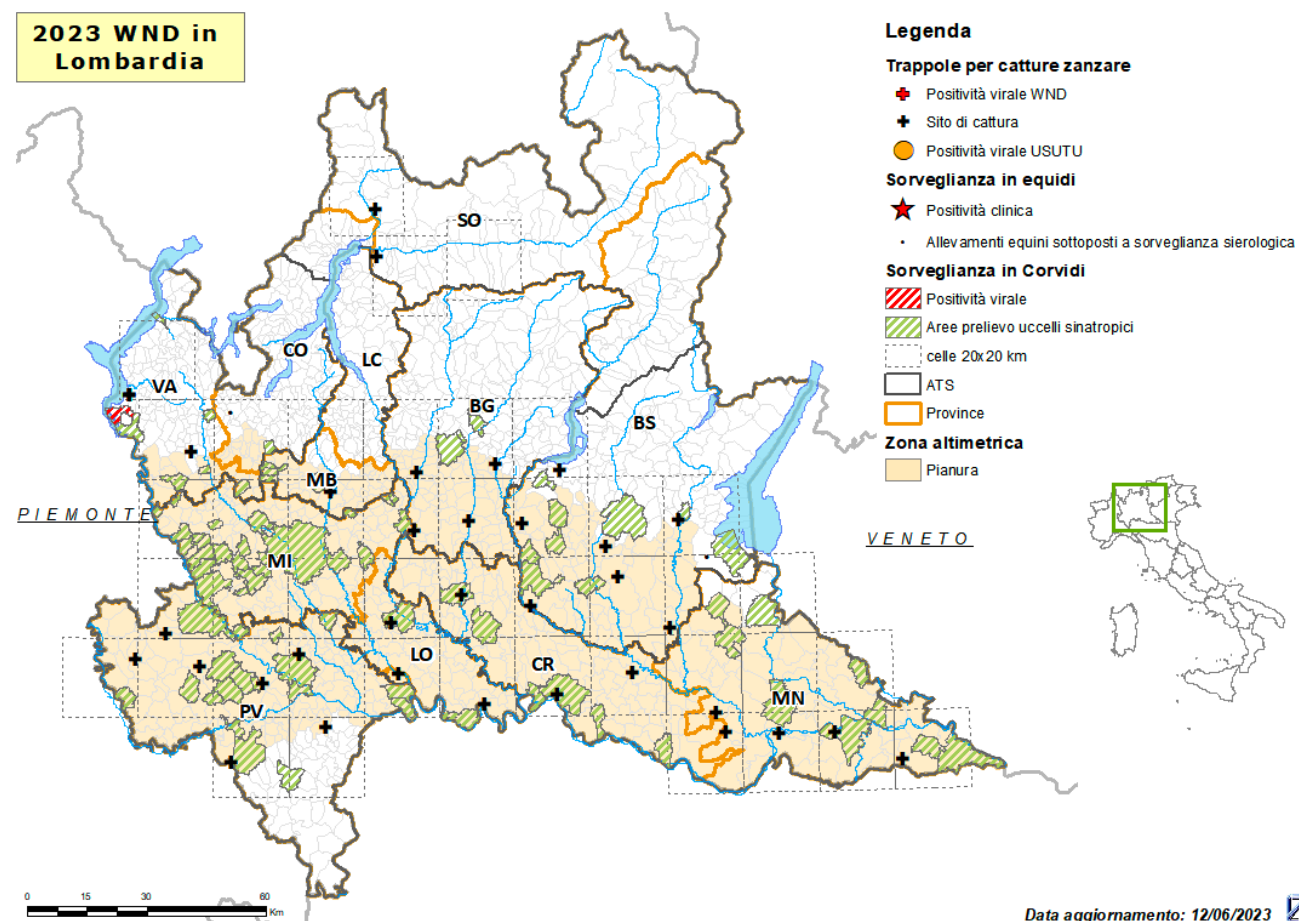 2023 WND in
Lombardia
Legenda
Trappole per catture zanzare
Positività virale WND
Sito di cattura
Positività virale USUTU
Sorveglianza in equidi
Positività clinica
Allevamenti equini sottoposti a sorveglianza sierologica
Sorveglianza in Corvidi
Positività virale
Aree prelievo uccelli sinatropici
celle 20x20 km
ATS
Province
Zona altimetrica
Pianura
SO
CO
LC
VA
BG
BS
MB
PIEMONTE
VENETO
MI
LO
CR
MN
PV
0 15 30 60
Km
Data aggiornamento: 12/06/2023